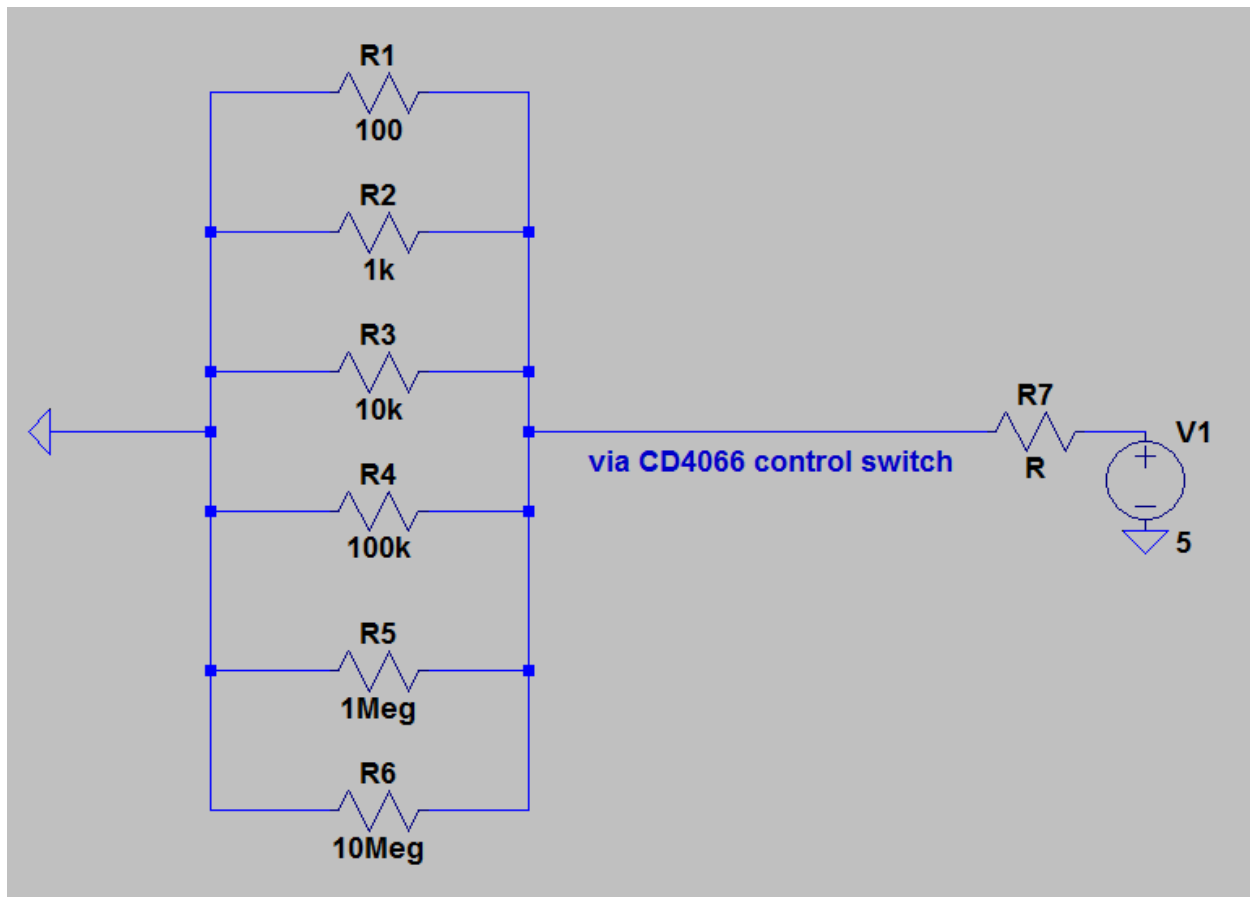 R1
100
R2
1k
R3
10k
R7
V1
via CD4066 control switch
R
R4
100k
5
R5
1Meg
R6
10Meg